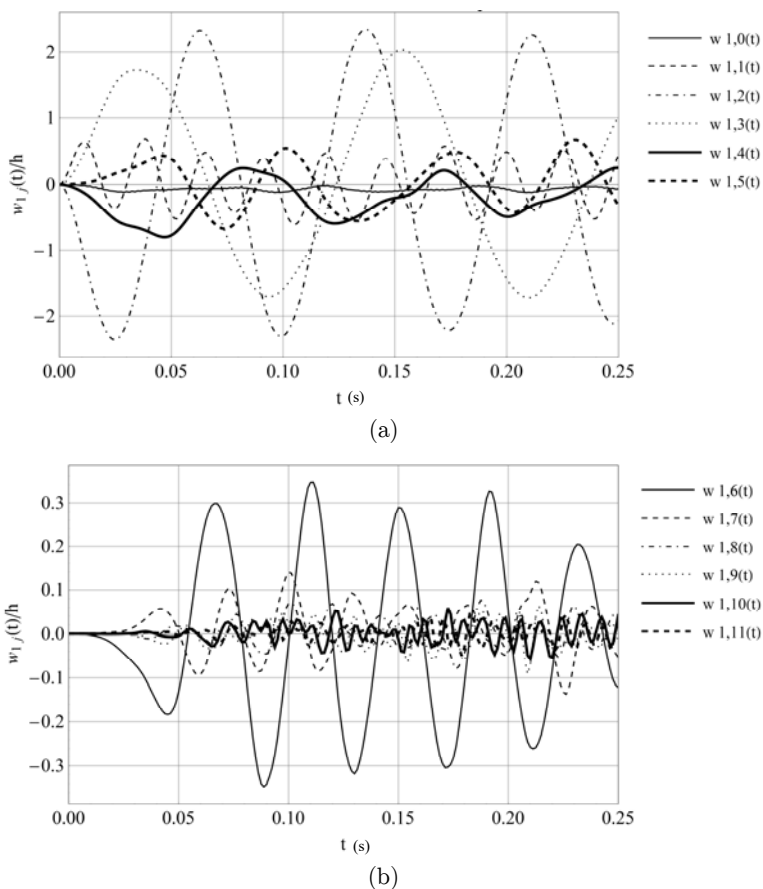 w 1,0(t)
w 1,1(t)
w 1,2(t)
w 1,3(t)
w 1,4(t)
w 1,5(t)
2
1
0
−1
−2
w1,j(t)/h
0.00 0.05 0.10 0.15 0.20 0.25
t (s)
(a)
w 1,6(t)
w 1,7(t)
w 1,8(t)
w 1,9(t)
w 1,10(t)
w 1,11(t)
0.3
0.2
0.1
0.0
−0.1
−0.2
−0.3
w1,j(t)/h
0.00 0.05 0.10 0.15 0.20 0.25
t (s)
(b)